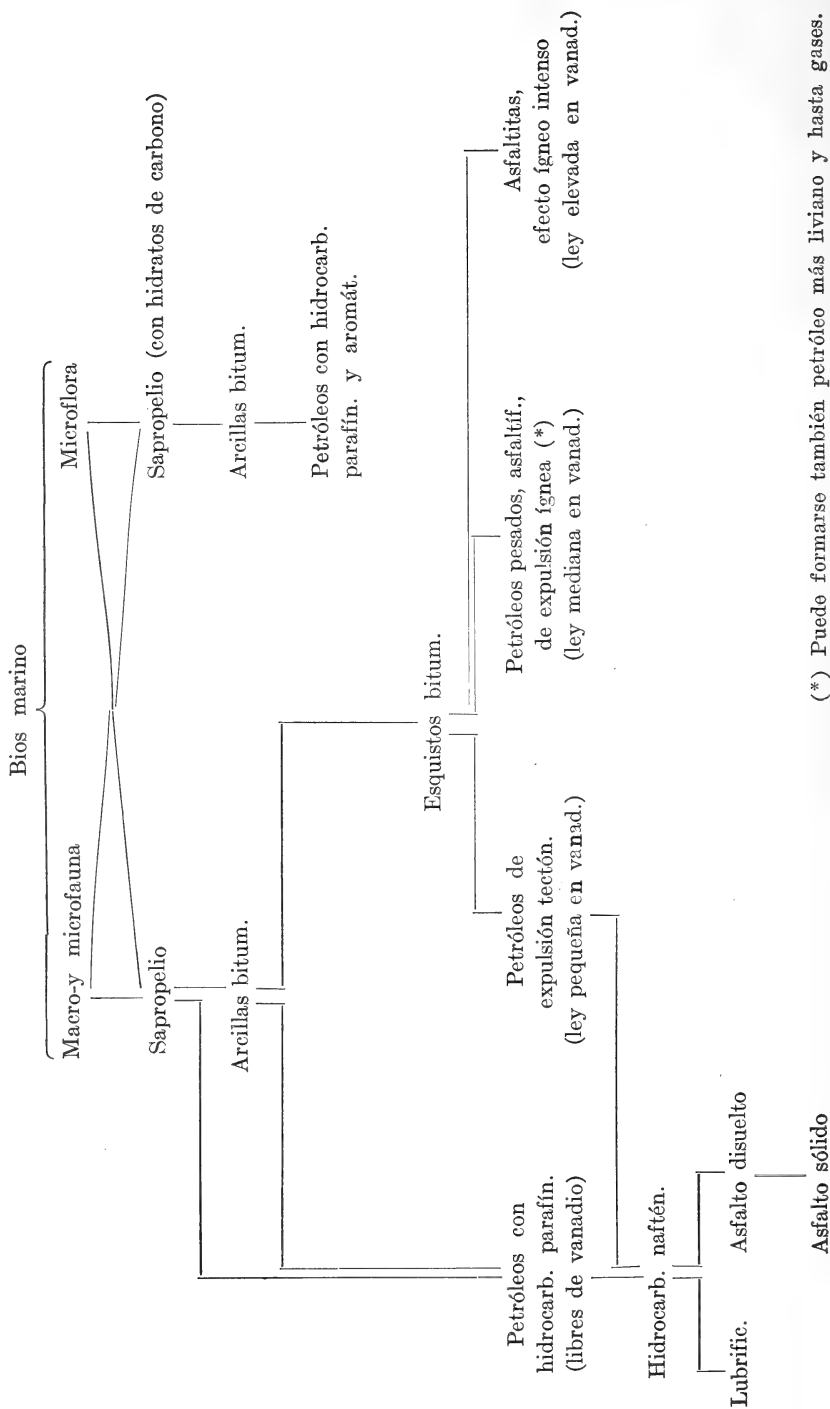 Bios marino
Macro-y microfauna
Microflora
Sapropelio
Sapropelio (con hidratos de carbono)
Arcillas bitum.
Arcillas bitum.
Petróleos con hidrocarb.
parafín. y aromát.
Esquistos bitum.
Petróleos con
hidrocarb. parafín.
(libres de vanadio)
Petróleos de
expulsión tectón.
(ley pequeña en vanad.)
Petróleos pesados, asfaltíf.,
de expulsión ígnea (*)
(ley mediana en vanad.)
Asfaltitas,
efecto ígneo intenso
(ley elevada en vanad.)
Hidrocarb. naftén.
Lubrific.
Asfalto disuelto
Asfalto sólido
(*) Puede formarse también petróleo más liviano y hasta gases.